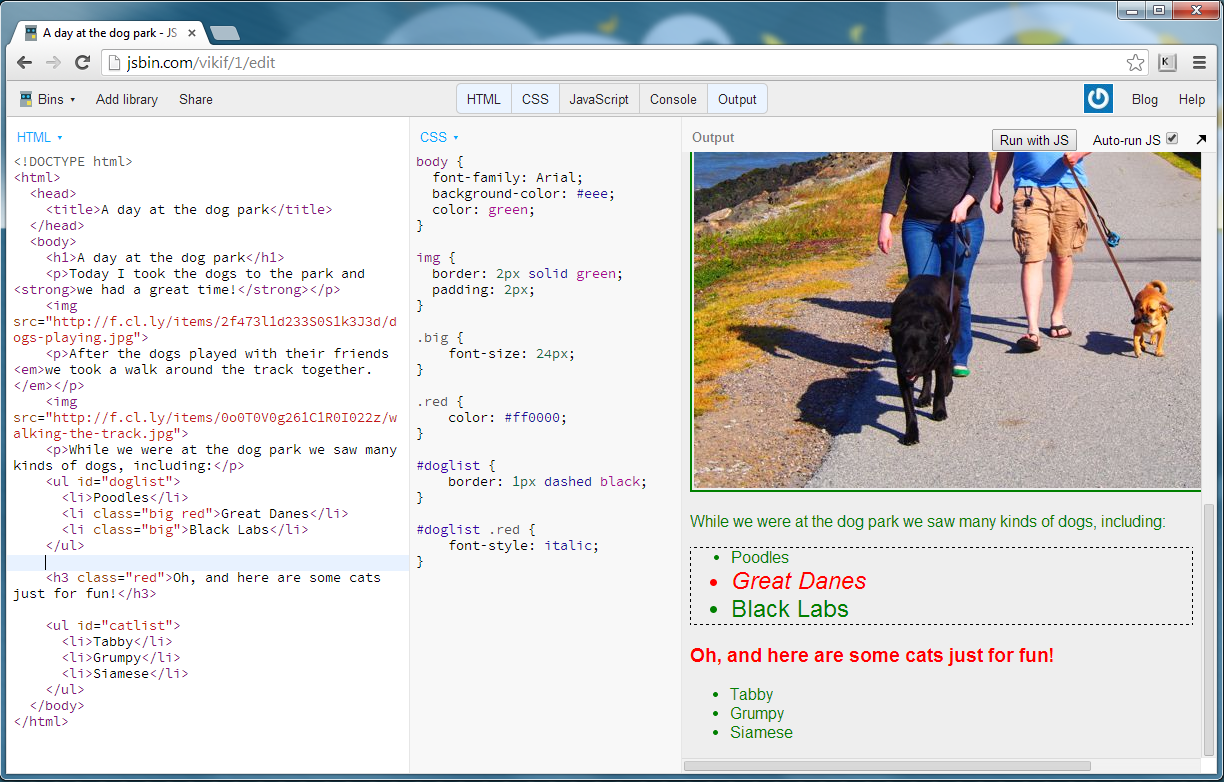 A day at the dog park - JS
jsbin.com/vikif/1/edit
Bins Add library Share HTML CSS JavaScript Console Output Blog Help
HTML
<!DOCTYPE html>
<html>
<head>
<title>A day at the dog park</title>
</head>
<body>
<h1>A day at the dog park</h1>
<p>Today I took the dogs to the park and
<strong>we had a great time!</strong></p>
<img
src="http://f.cl.ly/items/2f473l1d233S0S1k3J3d/d
ogs-playing.jpg">
<p>After the dogs played with their friends
<em>we took a walk around the track together.
</em></p>
<img
src="http://f.cl.ly/items/0o0T0V0g261C1R0I022z/w
alking-the-track.jpg">
<p>While we were at the dog park we saw many
kinds of dogs, including:</p>
<ul id="doglist">
<li>Poodles</li>
<li class="big red">Great Danes</li>
<li class="big">Black Labs</li>
</ul>
<h3 class="red">Oh, and here are some cats
just for fun!</h3>
<ul id="catlist">
<li>Tabby</li>
<li>Grumpy</li>
<li>Siamese</li>
</ul>
</body>
</html>
CSS
body {
font-family: Arial;
background-color: #eee;
color: green;
}
img {
border: 2px solid green;
padding: 2px;
}
.big {
font-size: 24px;
}
.red {
color: #ff0000;
}
#doglist {
border: 1px dashed black;
}
#doglist .red {
font-style: italic;
}
Output Run with JS Auto-run JS
While we were at the dog park we saw many kinds of dogs, including:
Poodles
Great Danes
Black Labs
Oh, and here are some cats just for fun!
Tabby
Grumpy
Siamese